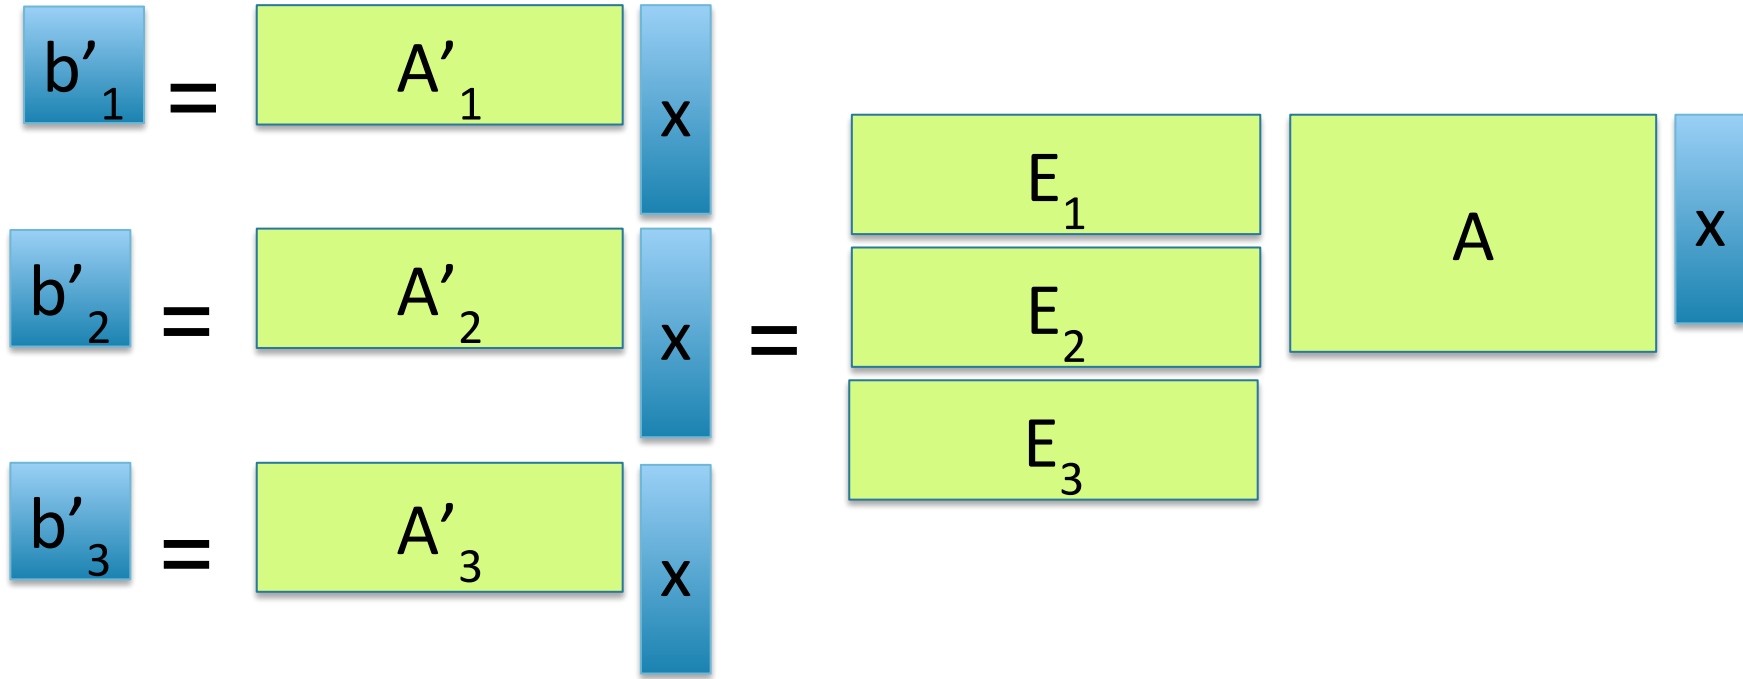 b′₁ = A′₁ x
b′₂ = A′₂ x = E₁ A x
E₂
b′₃ = A′₃ x
E₃